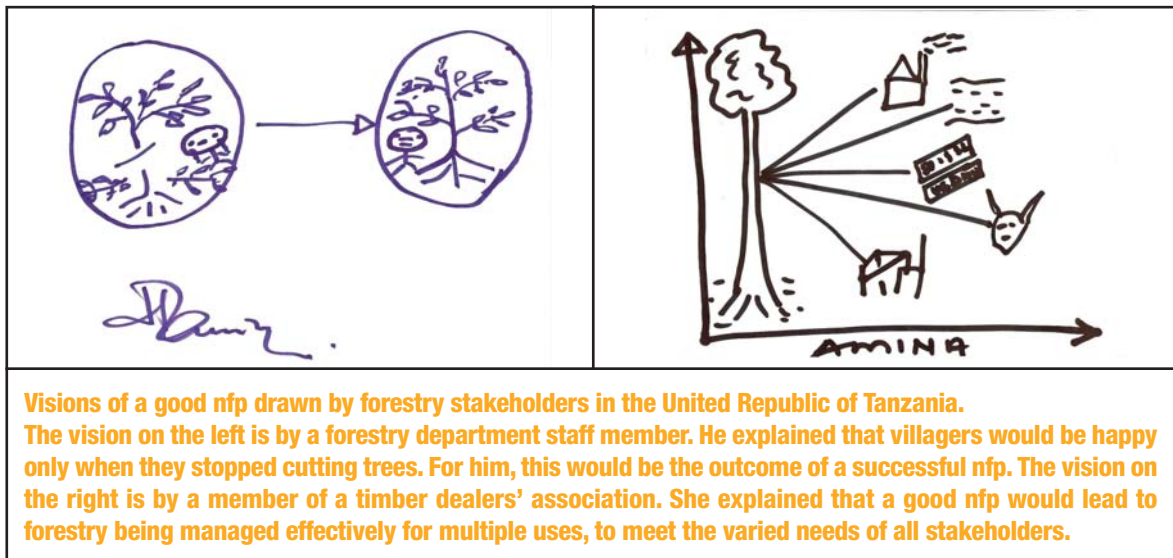 AMINA
Visions of a good nfp drawn by forestry stakeholders in the United Republic of Tanzania.
The vision on the left is by a forestry department staff member. He explained that villagers would be happy
only when they stopped cutting trees. For him, this would be the outcome of a successful nfp. The vision on
the right is by a member of a timber dealers’ association. She explained that a good nfp would lead to
forestry being managed effectively for multiple uses, to meet the varied needs of all stakeholders.